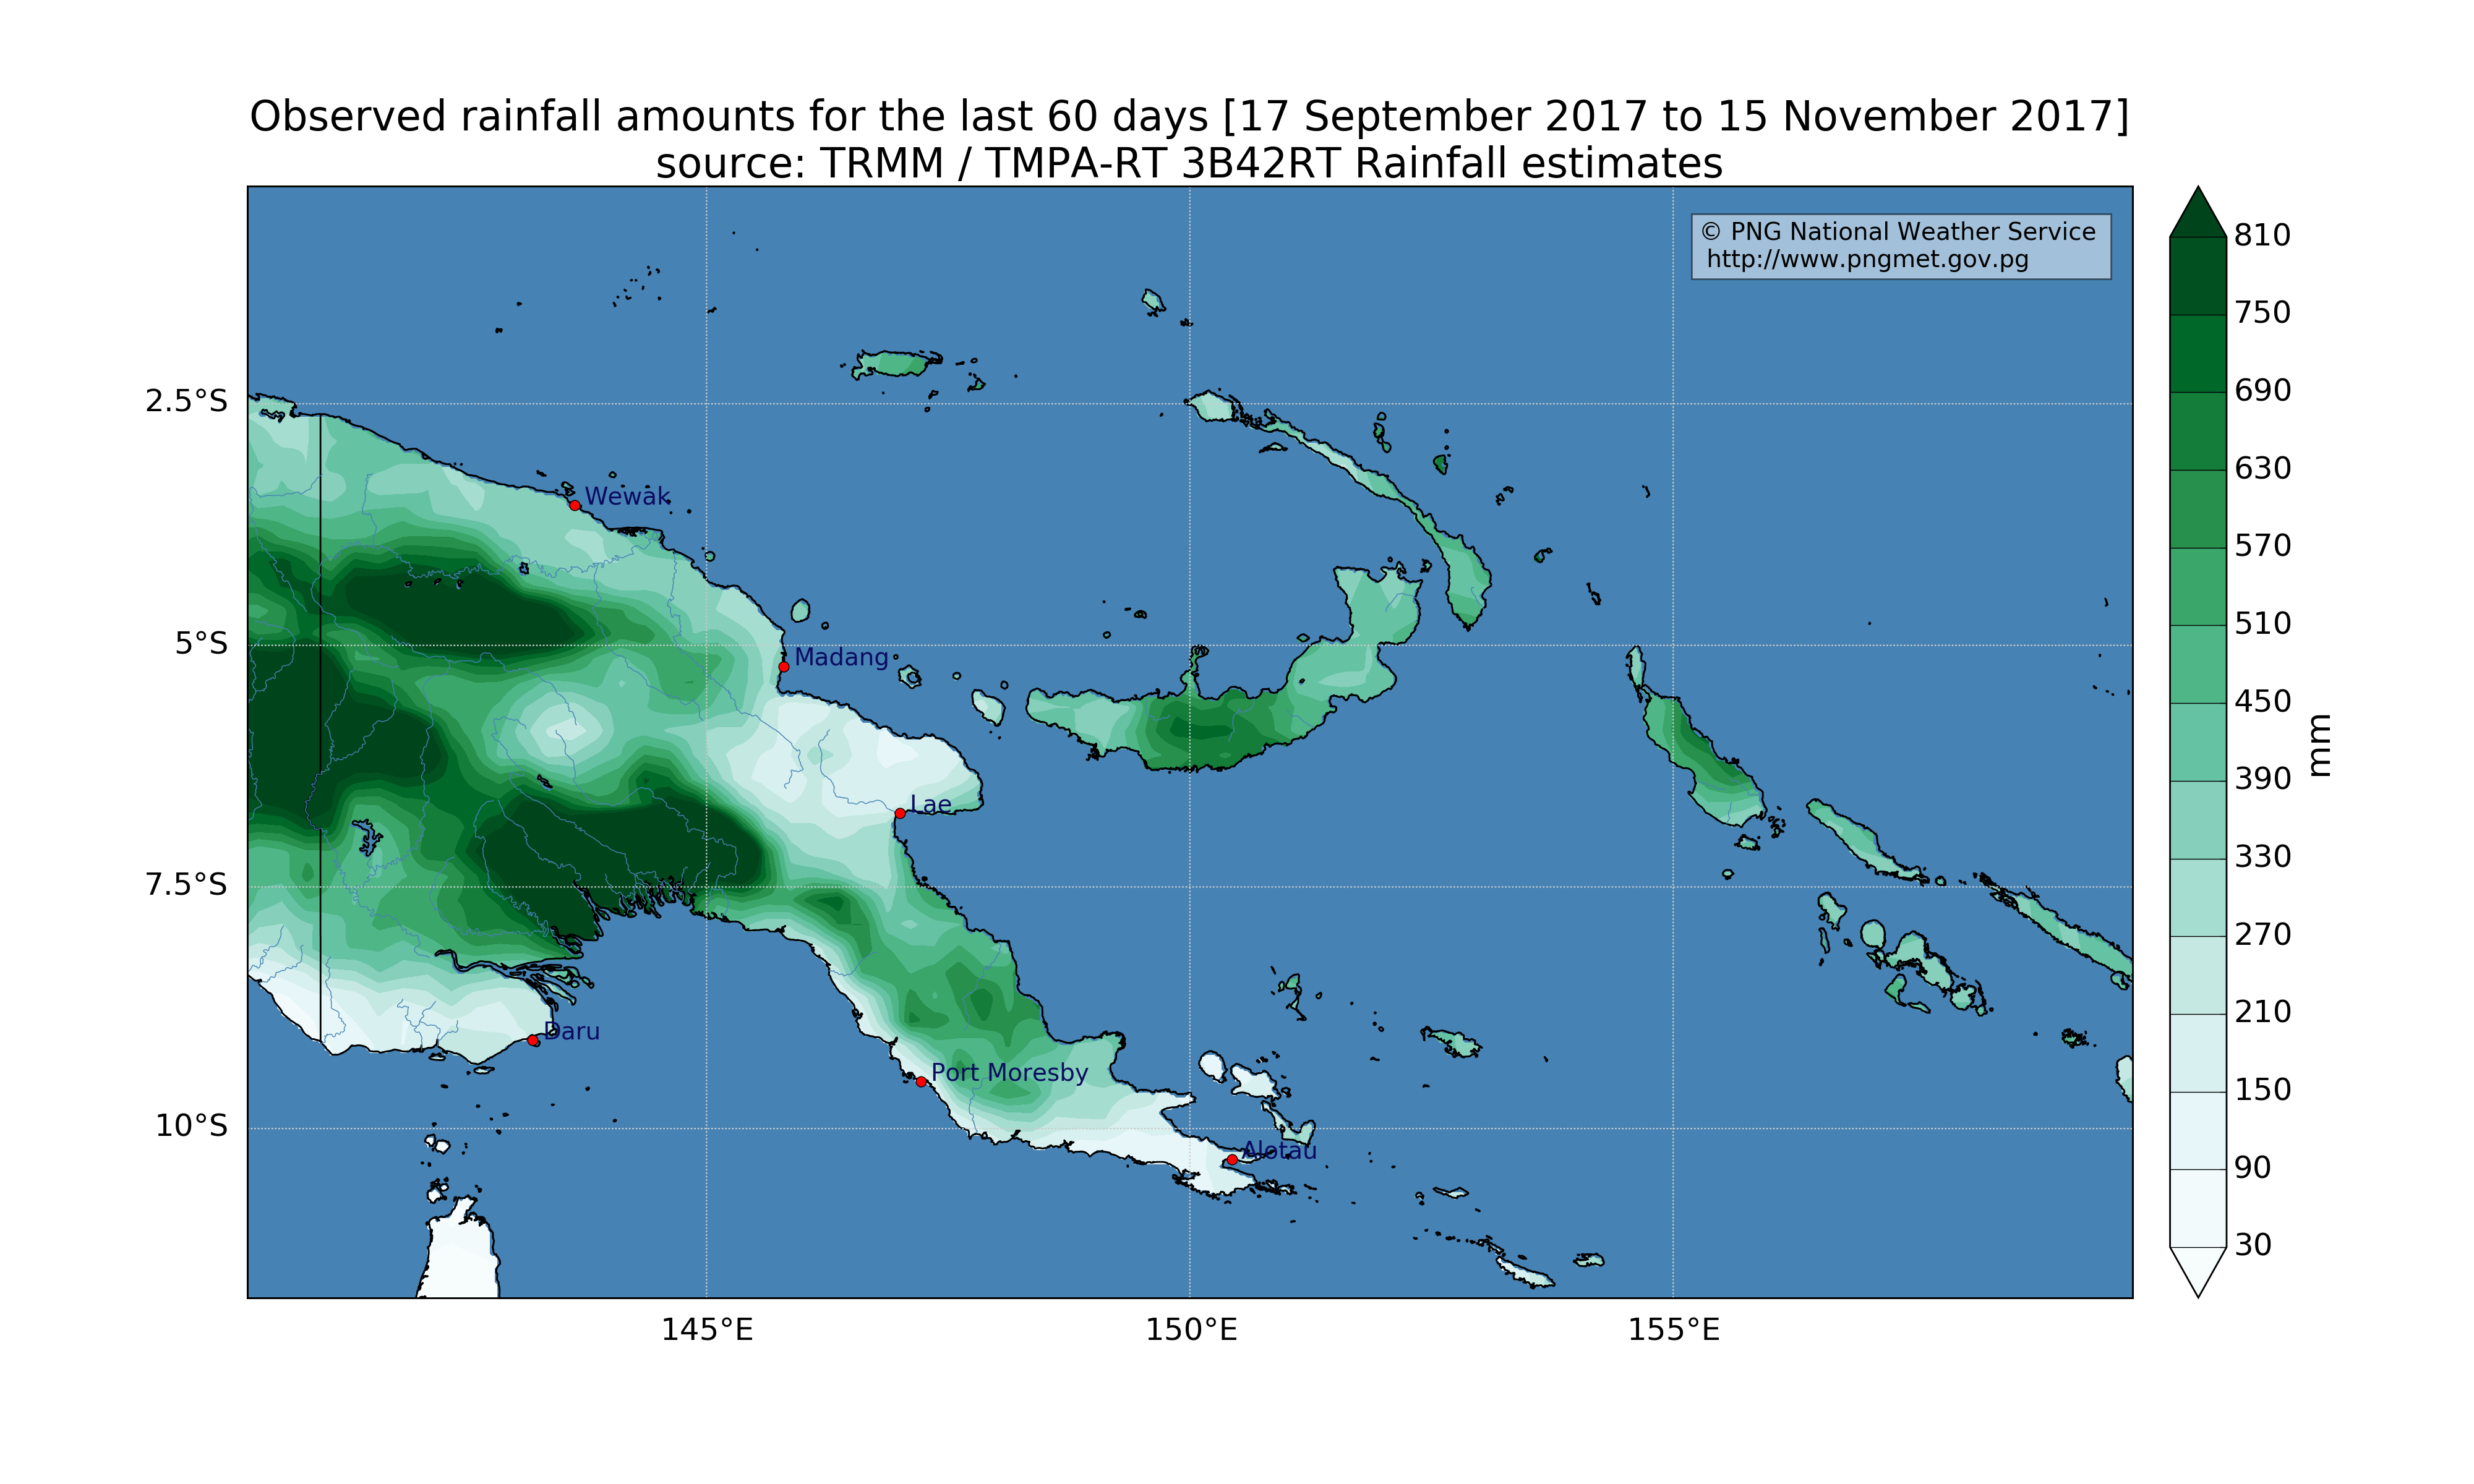 Observed rainfall amounts for the last 60 days [17 September 2017 to 15 November 2017]
source: TRMM / TMPA-RT 3B42RT Rainfall estimates
© PNG National Weather Service
http://www.pngmet.gov.pg
2.5°S
5°S
7.5°S
10°S
Wewak
Madang
Lae
Daru
Port Moresby
Alotau
145°E
150°E
155°E
810
750
690
630
570
510
450
390
330
270
210
150
90
30
mm